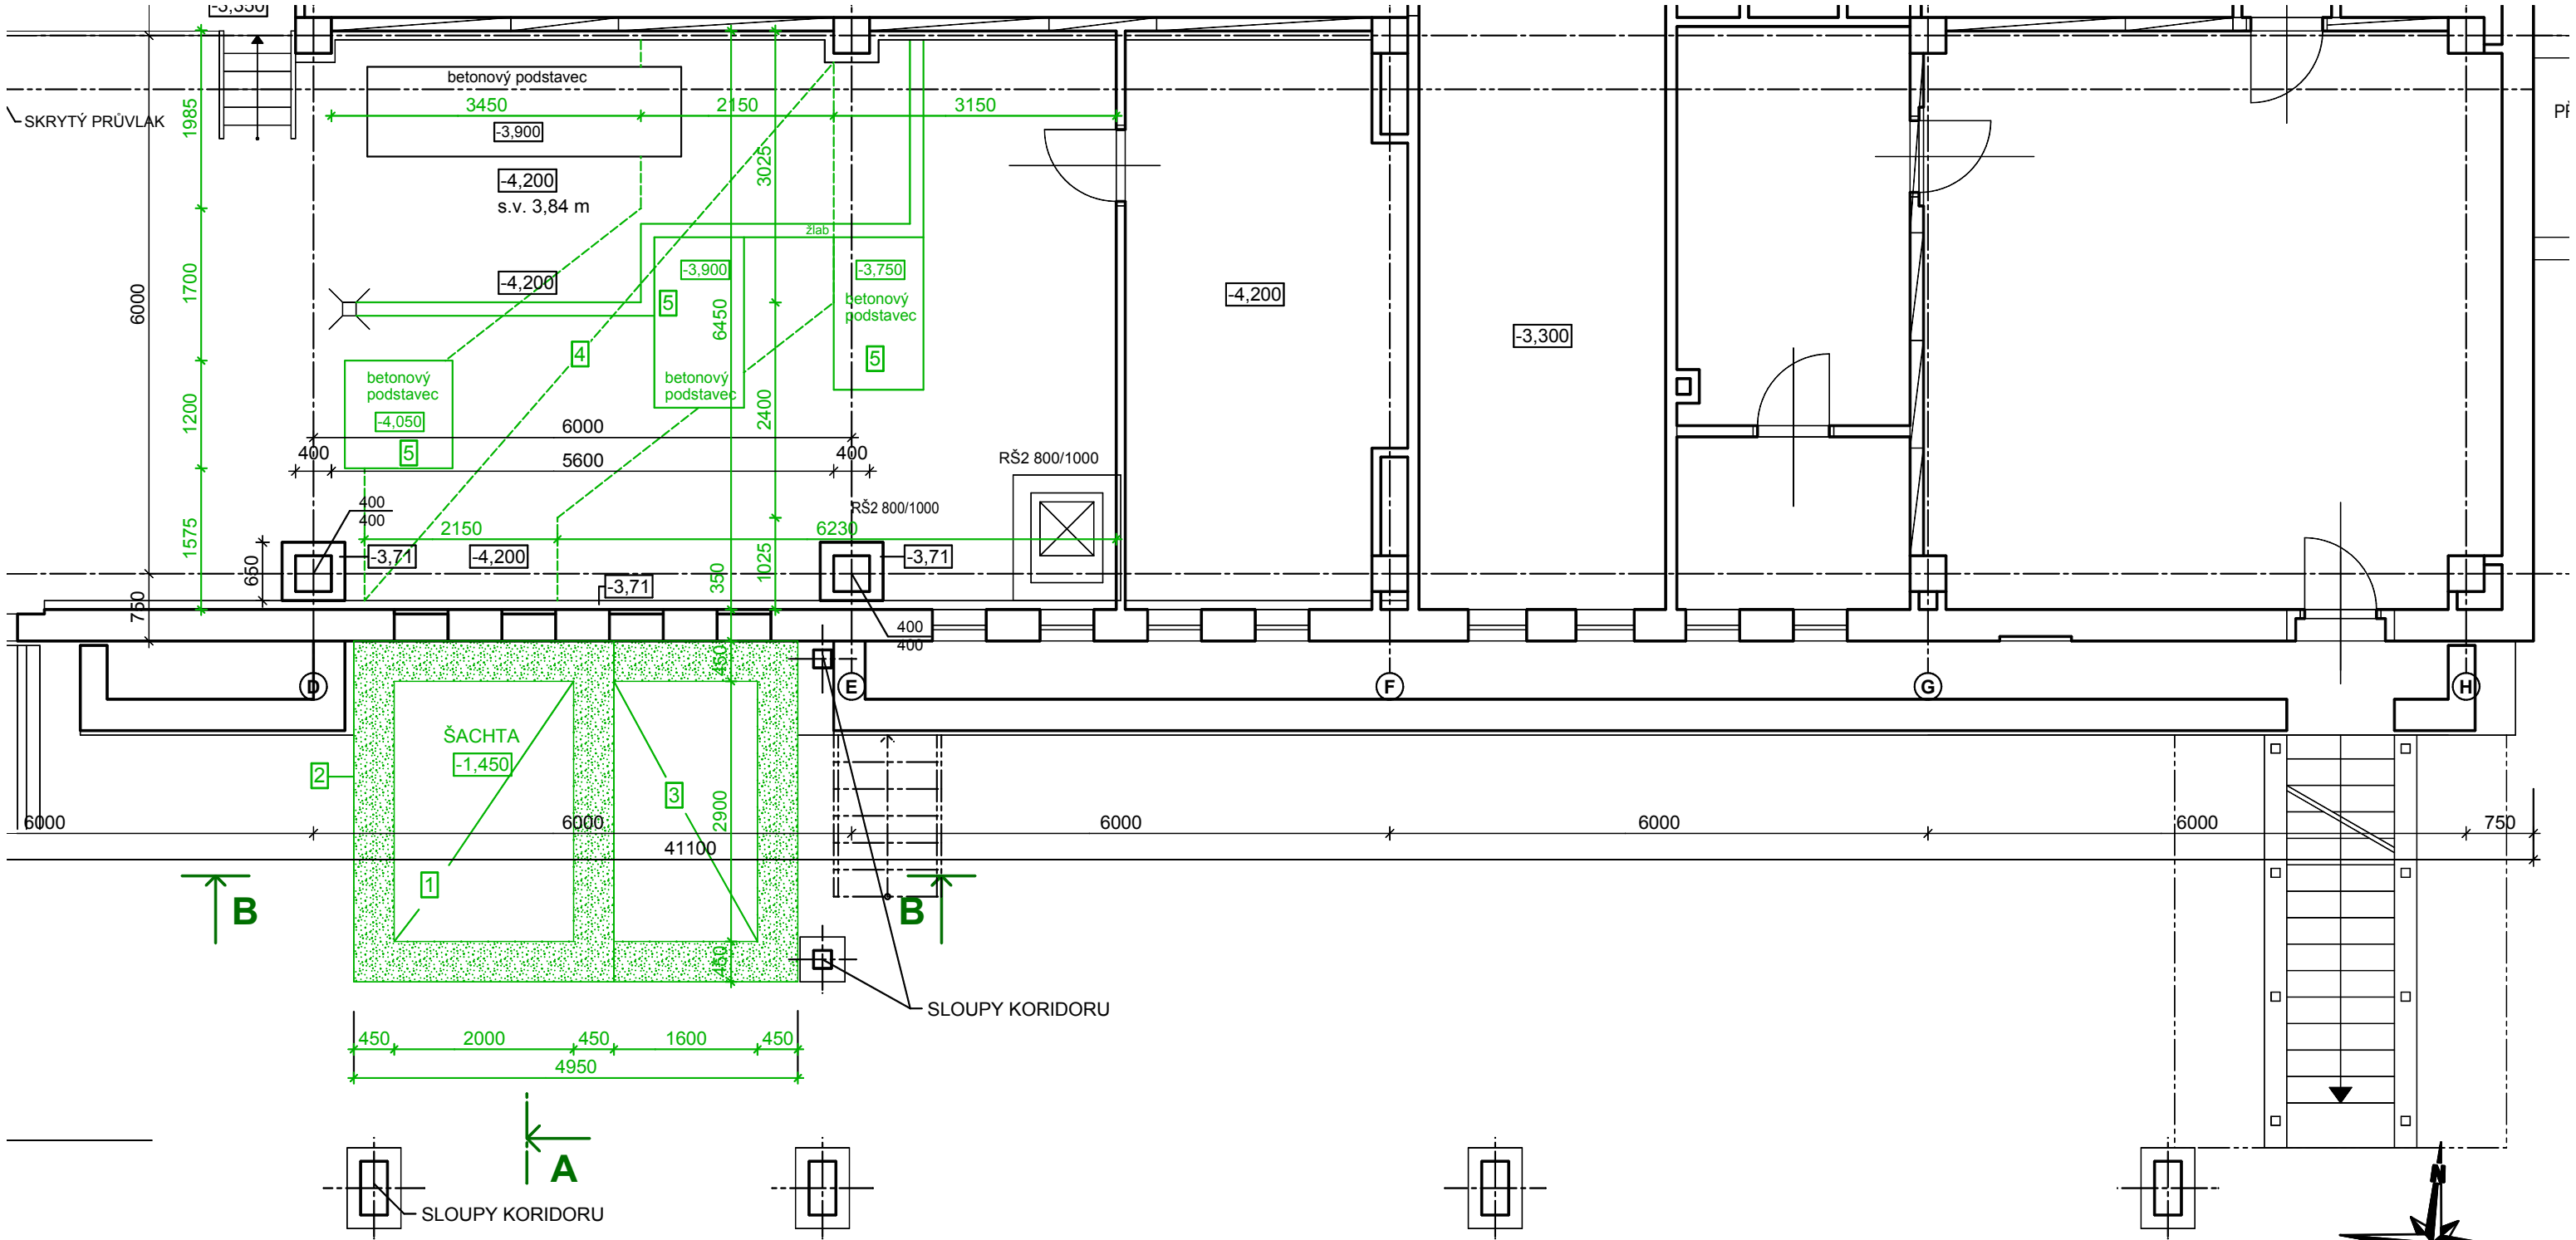 -3,350
SKRYTÝ PRŮVLAK
betonový podstavec
3450
2150
3150
-3,900
1985
3025
-4,200
s.v. 3,84 m
žlab
-4,200
-3,900
-3,750
5
betonový
podstavec
5
6000
1700
6450
4
-4,200
-3,300
betonový
podstavec
-4,050
5
betonový
podstavec
1200
2400
6000
400
5600
400
RŠ2 800/1000
RŠ2 800/1000
400
400
2150
6230
1575
1025
350
650
750
-3,71
-4,200
-3,71
-3,71
400
400
450
D
E
F
G
H
ŠACHTA
-1,450
2
3
2900
1
6000
6000
6000
6000
6000
750
41100
B
B
450
SLOUPY KORIDORU
450
2000
450
1600
450
4950
A
SLOUPY KORIDORU
N